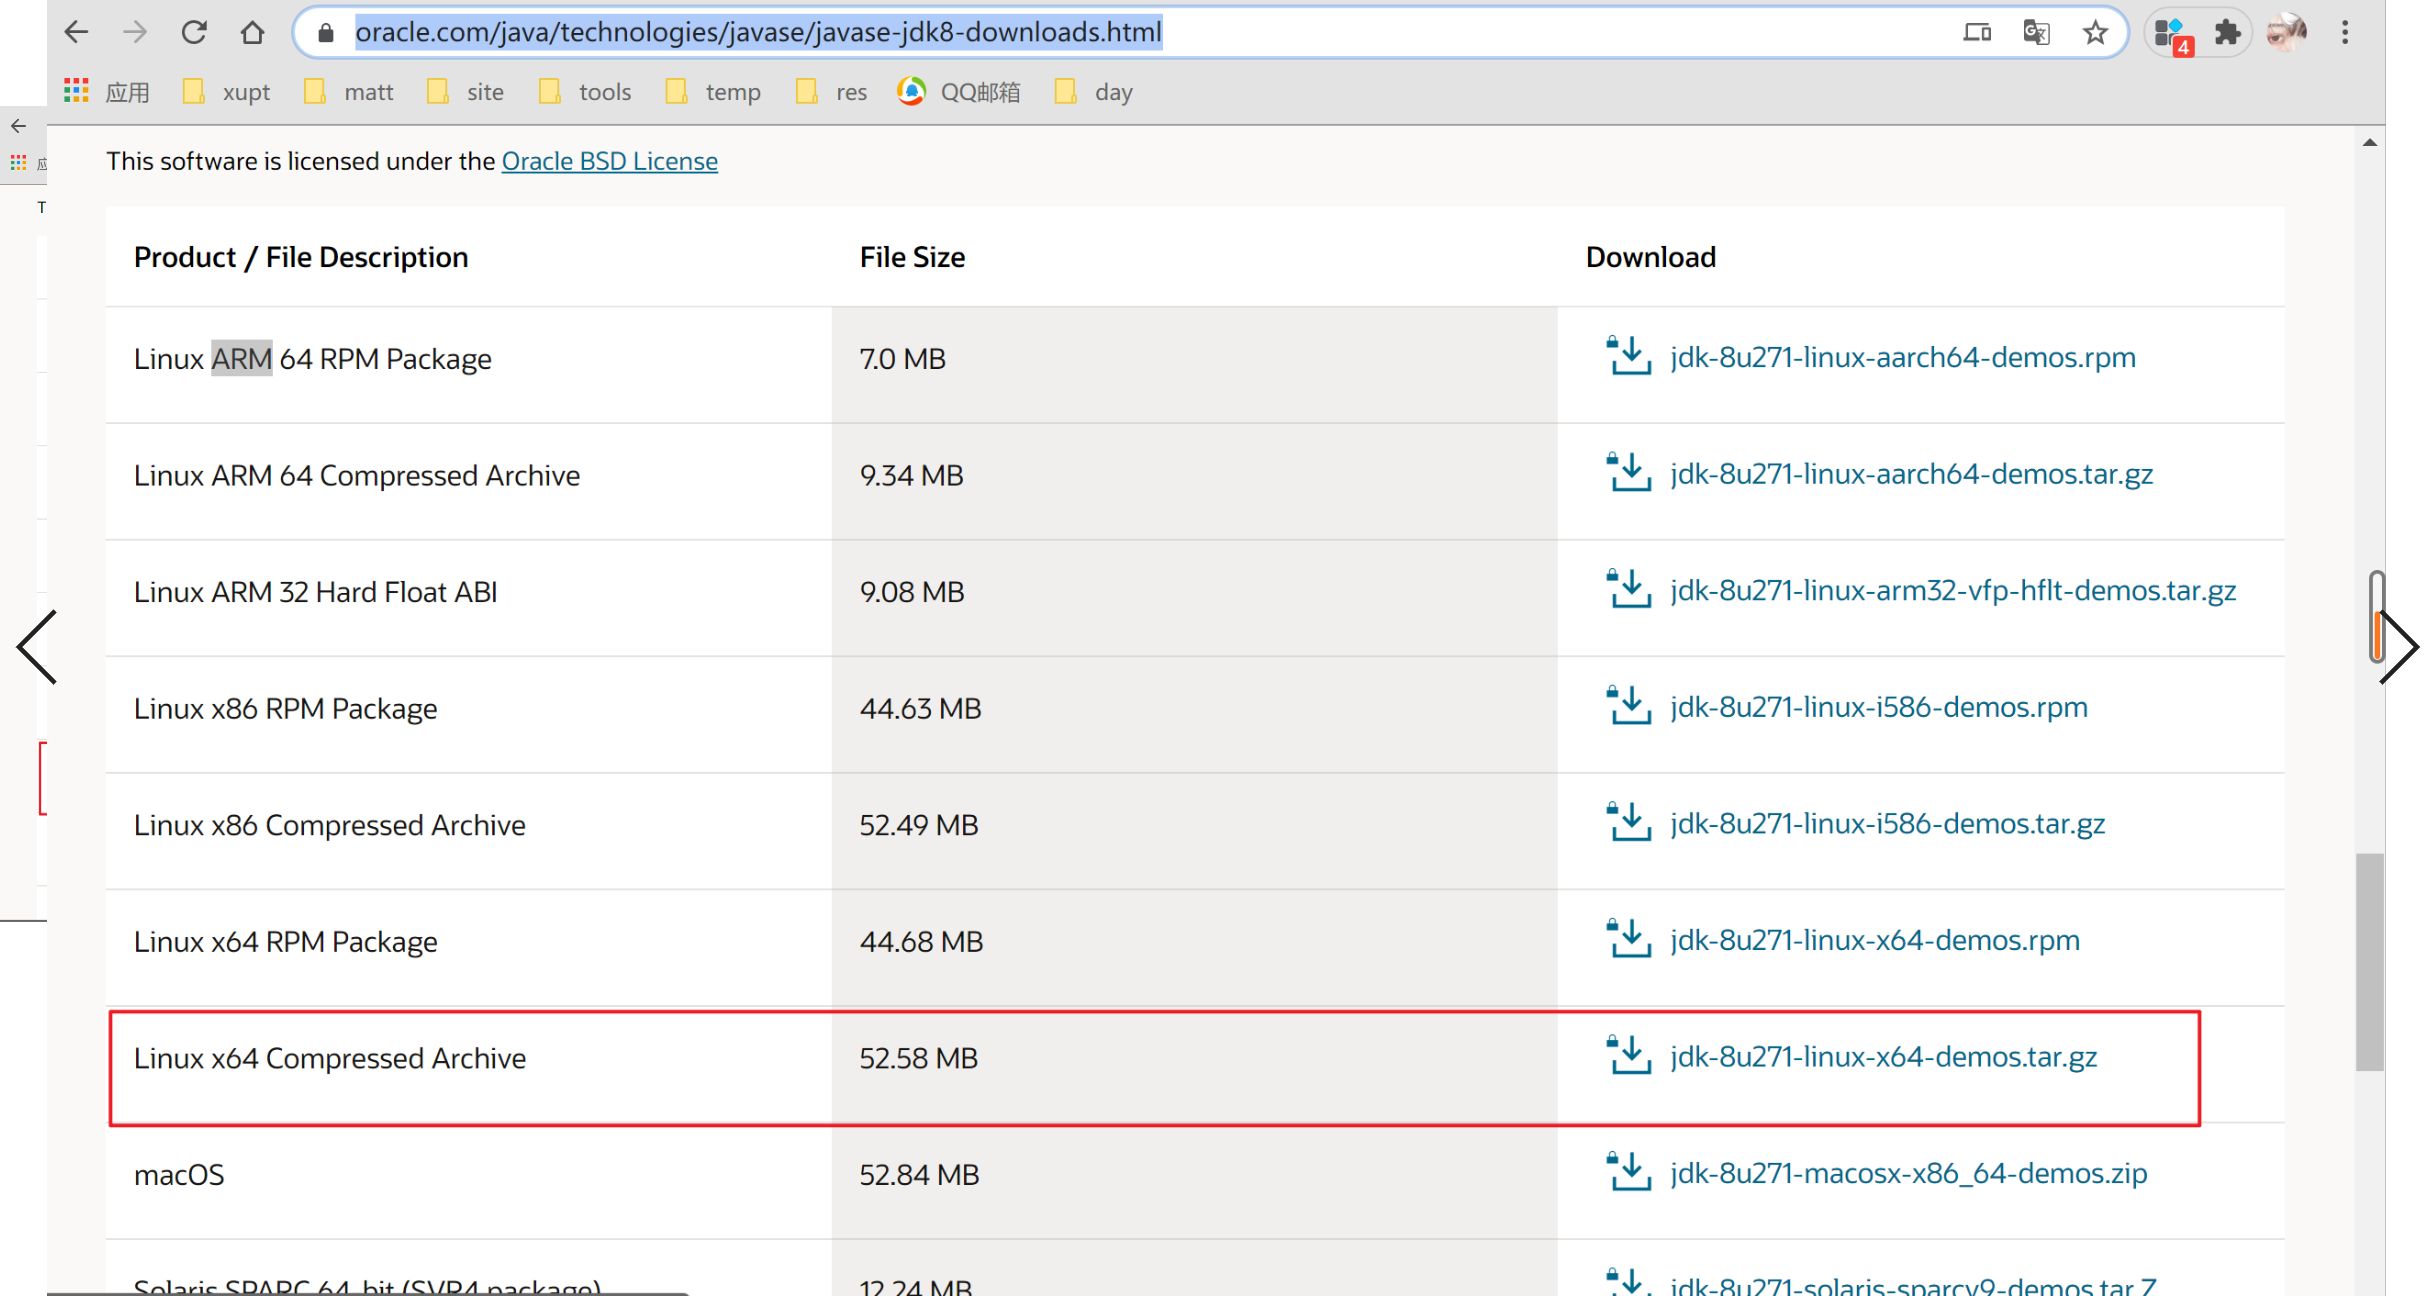 oracle.com/java/technologies/javase/javase-jdk8-downloads.html
4
应用 xupt matt site tools temp res QQ邮箱 day
This software is licensed under the Oracle BSD License
Product / File Description File Size Download
Linux ARM 64 RPM Package 7.0 MB jdk-8u271-linux-aarch64-demos.rpm
Linux ARM 64 Compressed Archive 9.34 MB jdk-8u271-linux-aarch64-demos.tar.gz
Linux ARM 32 Hard Float ABI 9.08 MB jdk-8u271-linux-arm32-vfp-hflt-demos.tar.gz
Linux x86 RPM Package 44.63 MB jdk-8u271-linux-i586-demos.rpm
Linux x86 Compressed Archive 52.49 MB jdk-8u271-linux-i586-demos.tar.gz
Linux x64 RPM Package 44.68 MB jdk-8u271-linux-x64-demos.rpm
Linux x64 Compressed Archive 52.58 MB jdk-8u271-linux-x64-demos.tar.gz
macOS 52.84 MB jdk-8u271-macosx-x86_64-demos.zip
Solaris SPARC 64-bit (SVR4 package) 12.24 MB jdk-8u271-solaris-sparcv9-demos.tar.Z